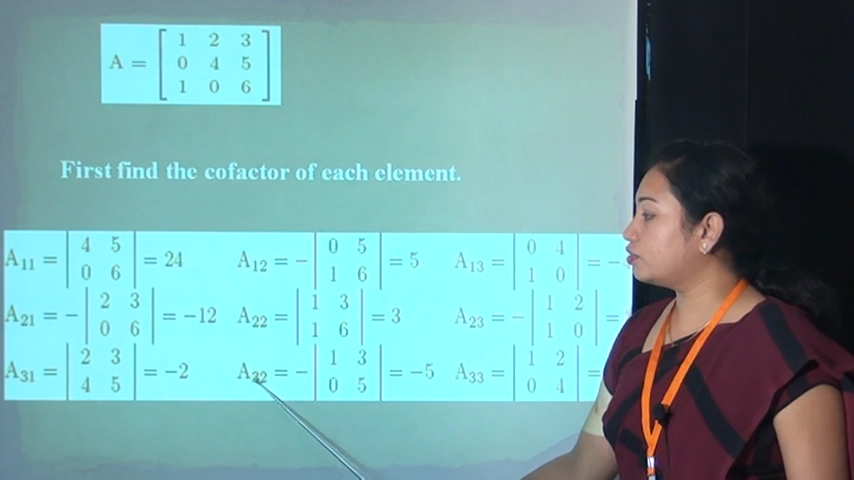 A = [ 1 2 3
0 4 5
1 0 6 ]
First find the cofactor of each element.
A11 = | 4 5 ; 0 6 | = 24 A12 = − | 0 5 ; 1 6 | = 5 A13 = | 0 4 ; 1 0 | = −
A21 = − | 2 3 ; 0 6 | = −12 A22 = | 1 3 ; 1 6 | = 3 A23 = − | 1 2 ; 1 0 | =
A31 = | 2 3 ; 4 5 | = −2 A32 = − | 1 3 ; 0 5 | = −5 A33 = | 1 2 ; 0 4 | =